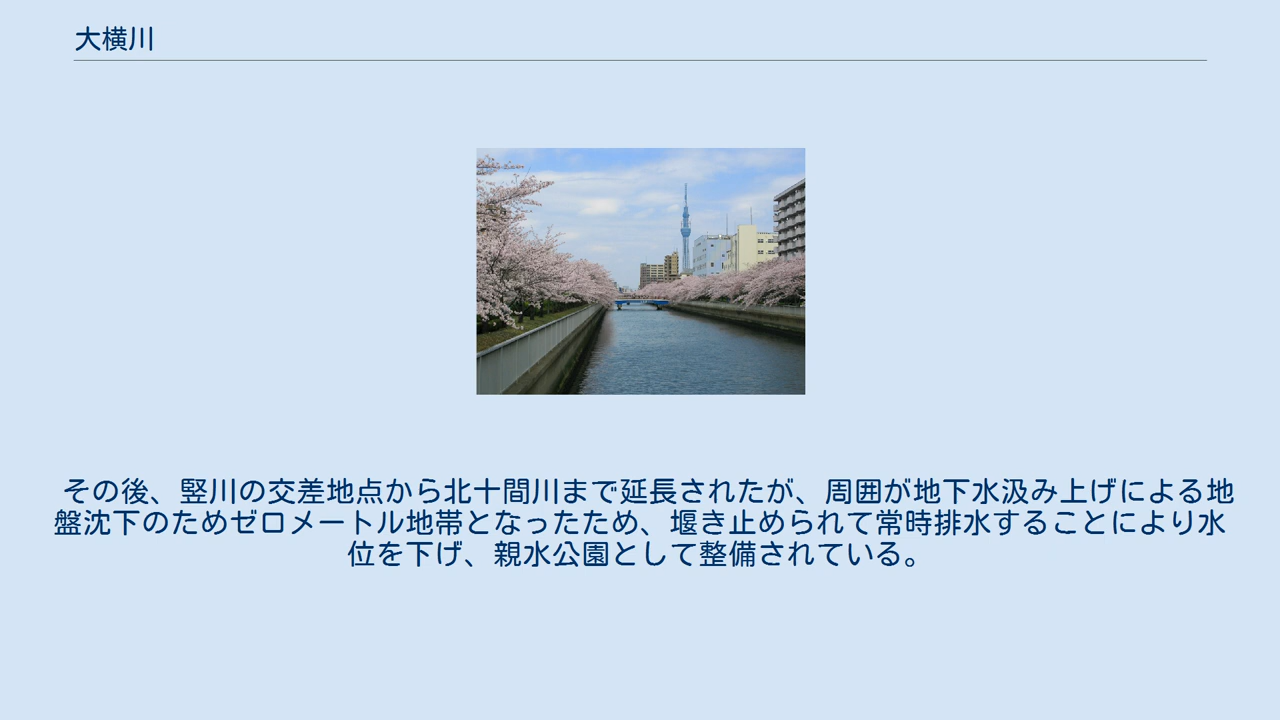 大横川
その後、竪川の交差地点から北十間川まで延長されたが、周囲が地下水汲み上げによる地
盤沈下のためゼロメートル地帯となったため、堰き止められて常時排水することにより水
位を下げ、親水公園として整備されている。